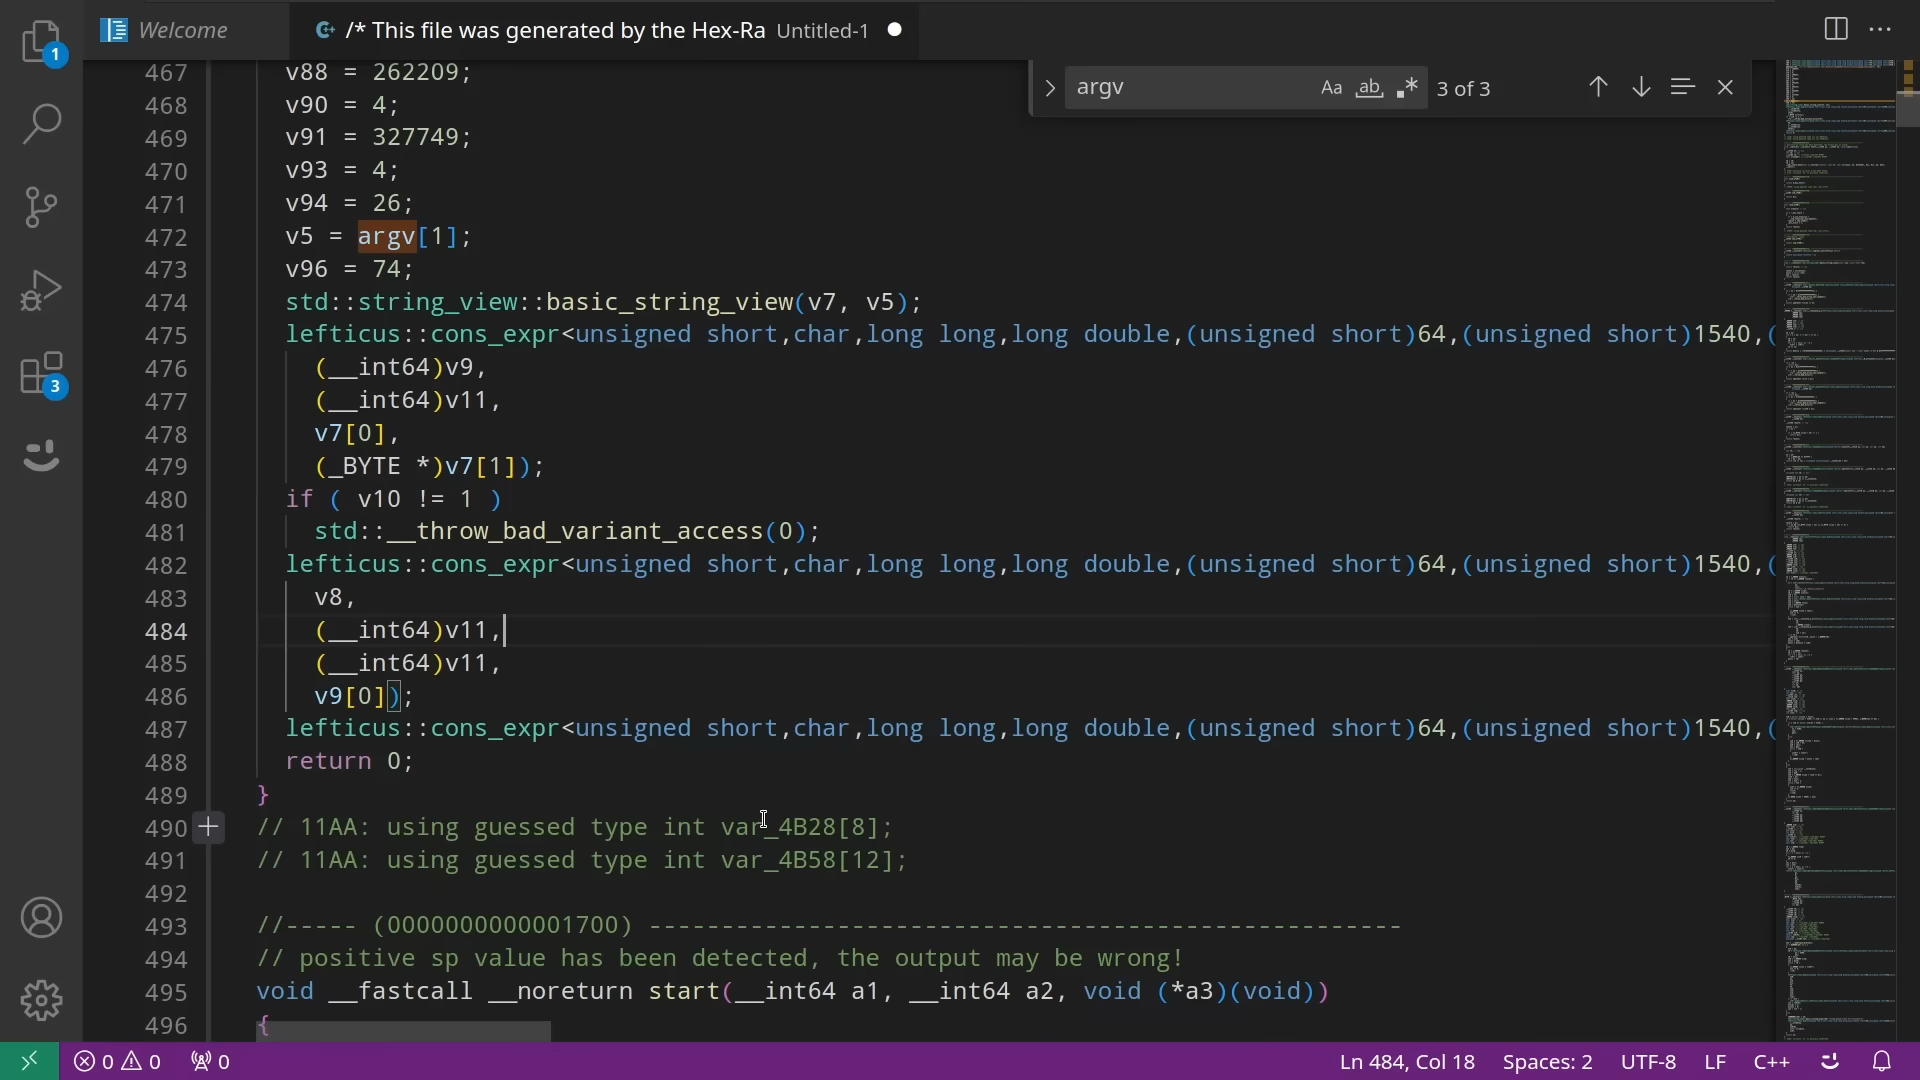 Welcome
/* This file was generated by the Hex-Ra Untitled-1
argv
Aa ab 3 of 3
1
3
467 v88 = 262209;
468 v90 = 4;
469 v91 = 327749;
470 v93 = 4;
471 v94 = 26;
472 v5 = argv[1];
473 v96 = 74;
474 std::string_view::basic_string_view(v7, v5);
475 lefticus::cons_expr<unsigned short,char,long long,long double,(unsigned short)64,(unsigned short)1540,(
476 (__int64)v9,
477 (__int64)v11,
478 v7[0],
479 (_BYTE *)v7[1]);
480 if ( v10 != 1 )
481 std::__throw_bad_variant_access(0);
482 lefticus::cons_expr<unsigned short,char,long long,long double,(unsigned short)64,(unsigned short)1540,(
483 v8,
484 (__int64)v11,
485 (__int64)v11,
486 v9[0]);
487 lefticus::cons_expr<unsigned short,char,long long,long double,(unsigned short)64,(unsigned short)1540,(
488 return 0;
489 }
490 // 11AA: using guessed type int var_4B28[8];
491 // 11AA: using guessed type int var_4B58[12];
492
493 //----- (0000000000001700) ----------------------------------------------------
494 // positive sp value has been detected, the output may be wrong!
495 void __fastcall __noreturn start(__int64 a1, __int64 a2, void (*a3)(void))
496 {
0 0 0
Ln 484, Col 18 Spaces: 2 UTF-8 LF C++